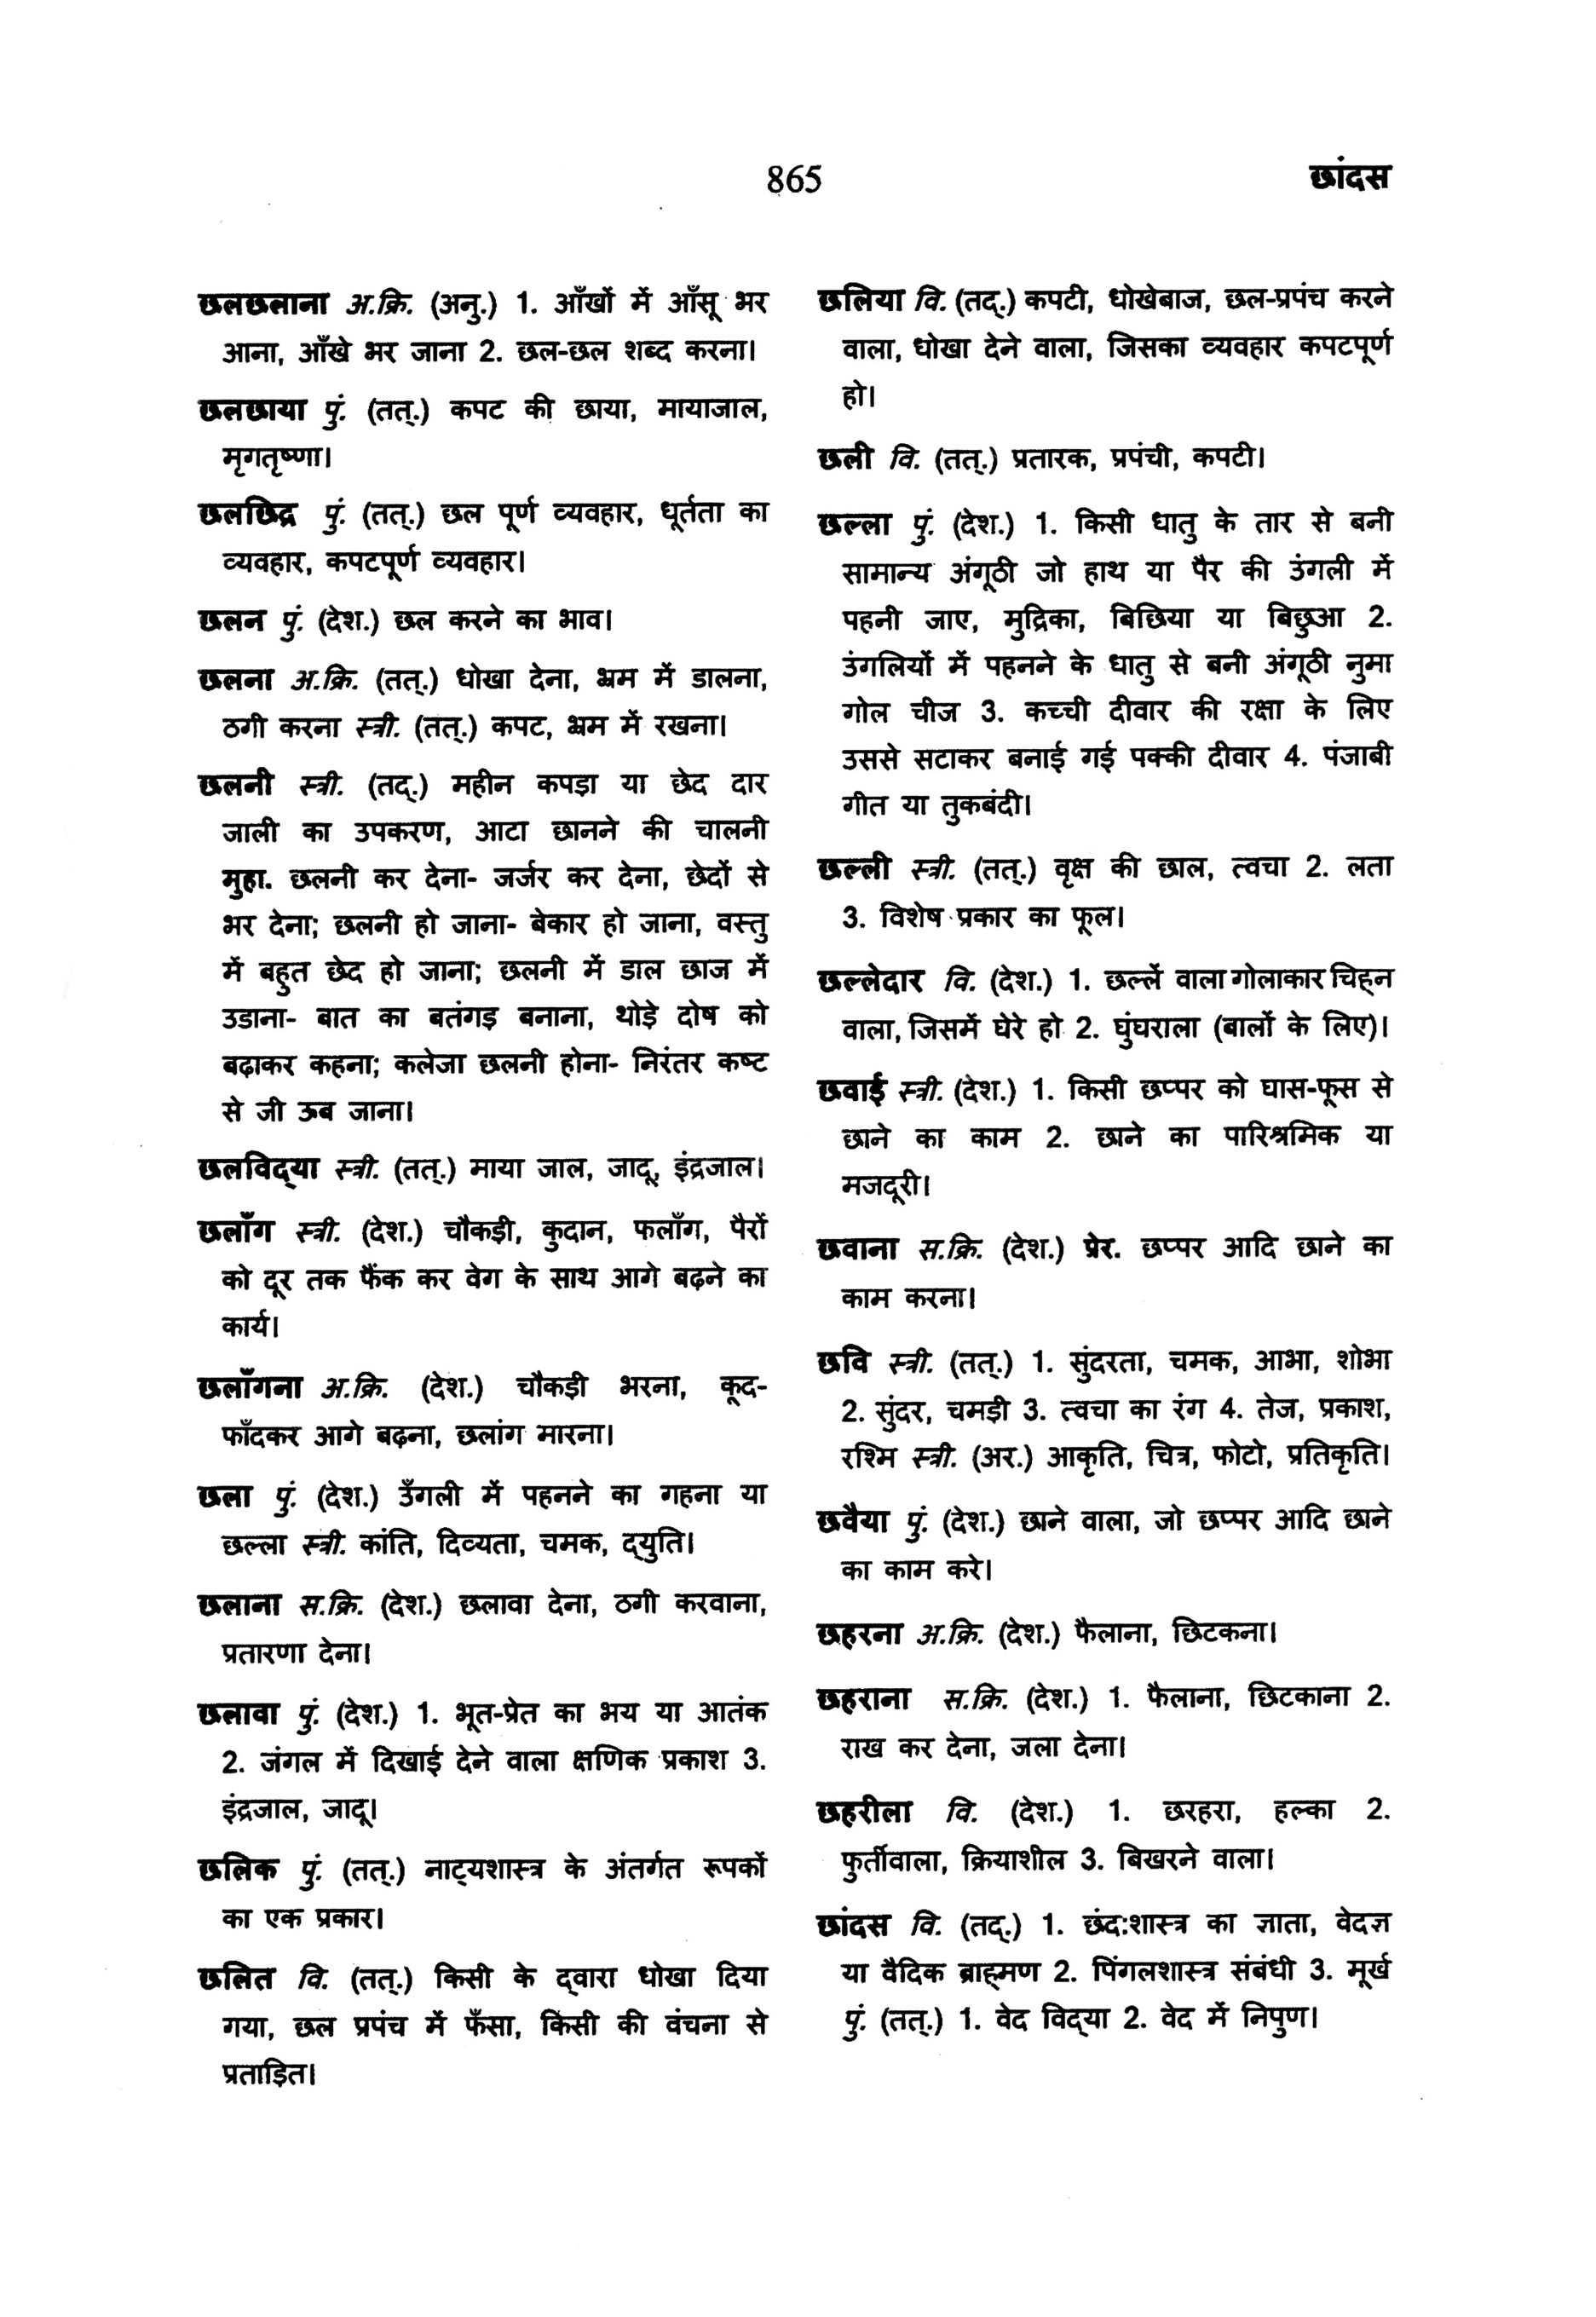 865
छांदस
छलछलाना अ.क्रि. (अनु.) 1. आँखों में आँसू भर
आना, आँखे भर जाना 2. छल-छल शब्द करना।
छलछाया पुं. (तत्.) कपट की छाया, मायाजाल,
मृगतृष्णा।
छलछिद्र पुं. (तत्.) छल पूर्ण व्यवहार, धूर्तता का
व्यवहार, कपटपूर्ण व्यवहार।
छलन पुं. (देश.) छल करने का भाव।
छलना अ.क्रि. (तत्.) धोखा देना, भ्रम में डालना,
ठगी करना स्त्री. (तत्.) कपट, भ्रम में रखना।
छलनी स्त्री. (तद्.) महीन कपड़ा या छेद दार
जाली का उपकरण, आटा छानने की चालनी
मुहा. छलनी कर देना- जर्जर कर देना, छेदों से
भर देना; छलनी हो जाना- बेकार हो जाना, वस्तु
में बहुत छेद हो जाना; छलनी में डाल छाज में
उडाना- बात का बतंगड़ बनाना, थोड़े दोष को
बढ़ाकर कहना; कलेजा छलनी होना- निरंतर कष्ट
से जी ऊब जाना।
छलविद्‌या स्त्री. (तत्.) माया जाल, जादू, इंद्रजाल।
छलाँग स्त्री. (देश.) चौकड़ी, कुदान, फलाँग, पैरों
को दूर तक फैंक कर वेग के साथ आगे बढ़ने का
कार्य।
छलाँगना अ.क्रि. (देश.) चौकड़ी भरना, कूद-
फाँदकर आगे बढ़ना, छलांग मारना।
छला पुं. (देश.) उँगली में पहनने का गहना या
छल्ला स्त्री. कांति, दिव्यता, चमक, द्‌युति।
छलाना स.क्रि. (देश.) छलावा देना, ठगी करवाना,
प्रतारणा देना।
छलावा पुं. (देश.) 1. भूत-प्रेत का भय या आतंक
2. जंगल में दिखाई देने वाला क्षणिक प्रकाश 3.
इंद्रजाल, जादू।
छलिक पुं. (तत्.) नाट्‌यशास्त्र के अंतर्गत रूपकों
का एक प्रकार।
छलित वि. (तत्.) किसी के द्‌वारा धोखा दिया
गया, छल प्रपंच में फँसा, किसी की वंचना से
प्रताड़ित।
छलिया वि. (तद्.) कपटी, धोखेबाज, छल-प्रपंच करने
वाला, धोखा देने वाला, जिसका व्यवहार कपटपूर्ण
हो।
छली वि. (तत्.) प्रतारक, प्रपंची, कपटी।
छल्ला पुं. (देश.) 1. किसी धातु के तार से बनी
सामान्य अंगूठी जो हाथ या पैर की उंगली में
पहनी जाए, मुद्रिका, बिछिया या बिछुआ 2.
उंगलियों में पहनने के धातु से बनी अंगूठी नुमा
गोल चीज 3. कच्ची दीवार की रक्षा के लिए
उससे सटाकर बनाई गई पक्की दीवार 4. पंजाबी
गीत या तुकबंदी।
छल्ली स्त्री. (तत्.) वृक्ष की छाल, त्वचा 2. लता
3. विशेष प्रकार का फूल।
छल्लेदार वि. (देश.) 1. छल्लें वाला गोलाकार चिह्‌न
वाला, जिसमें घेरे हो 2. घुंघराला (बालों के लिए)।
छवाई स्त्री. (देश.) 1. किसी छप्पर को घास-फूस से
छाने का काम 2. छाने का पारिश्रमिक या
मजदूरी।
छवाना स.क्रि. (देश.) प्रेर. छप्पर आदि छाने का
काम करना।
छवि स्त्री. (तत्.) 1. सुंदरता, चमक, आभा, शोभा
2. सुंदर, चमड़ी 3. त्वचा का रंग 4. तेज, प्रकाश,
रश्मि स्त्री. (अर.) आकृति, चित्र, फोटो, प्रतिकृति।
छवैया पुं. (देश.) छाने वाला, जो छप्पर आदि छाने
का काम करे।
छहरना अ.क्रि. (देश.) फैलाना, छिटकना।
छहराना स.क्रि. (देश.) 1. फैलाना, छिटकाना 2.
राख कर देना, जला देना।
छहरीला वि. (देश.) 1. छरहरा, हल्का 2.
फुर्तीवाला, क्रियाशील 3. बिखरने वाला।
छांदस वि. (तद्.) 1. छंद:शास्त्र का ज्ञाता, वेदज्ञ
या वैदिक ब्राह्‌मण 2. पिंगलशास्त्र संबंधी 3. मूर्ख
पुं. (तत्.) 1. वेद विद्‌या 2. वेद में निपुण।